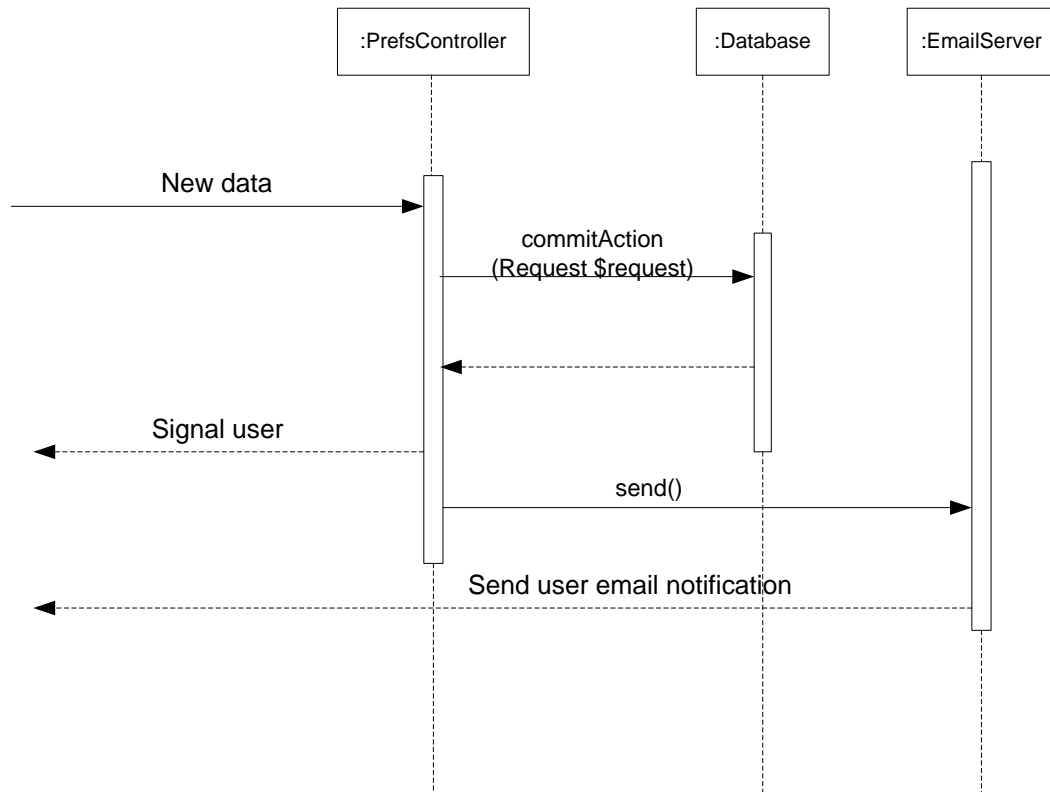 :PrefsController
:Database
:EmailServer
New data
commitAction
(Request $request)
Signal user
send()
Send user email notification